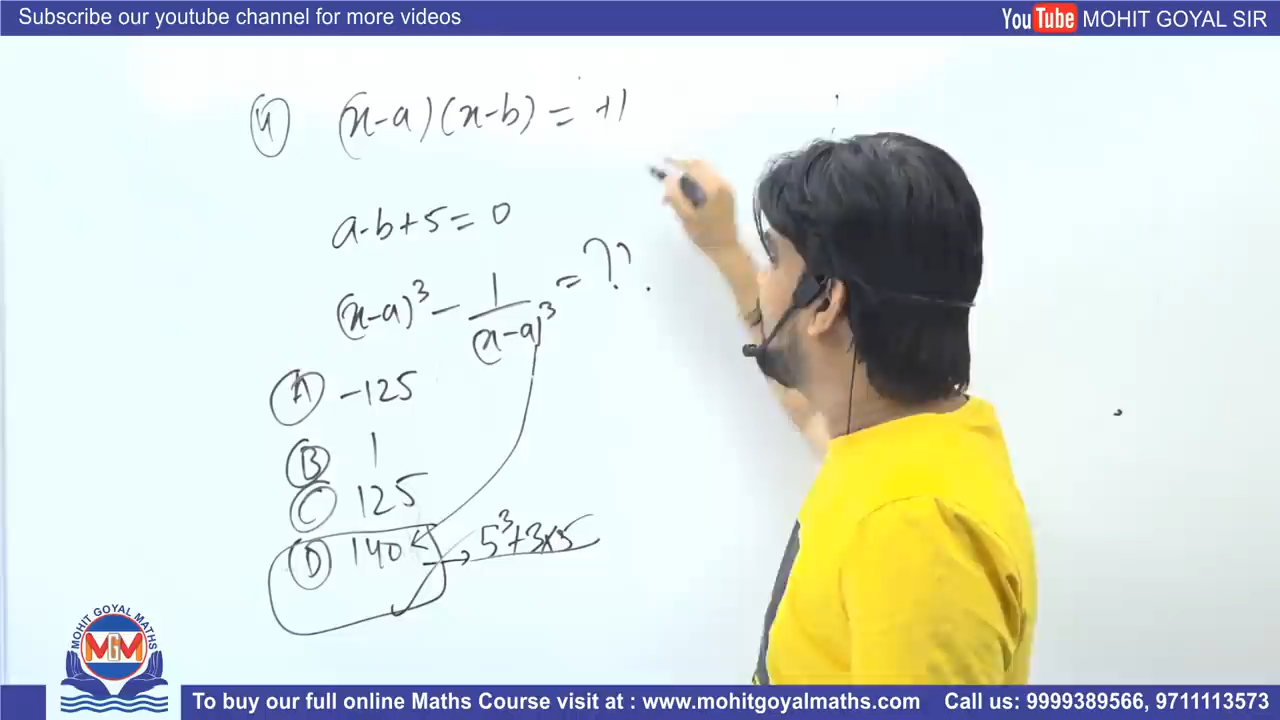 Subscribe our youtube channel for more videos
YouTube MOHIT GOYAL SIR
(4) (x-a)(x-b) = +1
a-b+5=0
(x-a)³ - 1/(x-a)³ = ??
(A) -125
(B) 1
(C) 125
(D) 140 → 5³+3×5
MOHIT GOYAL MATHS
MGM
To buy our full online Maths Course visit at : www.mohitgoyalmaths.com Call us: 9999389566, 9711113573